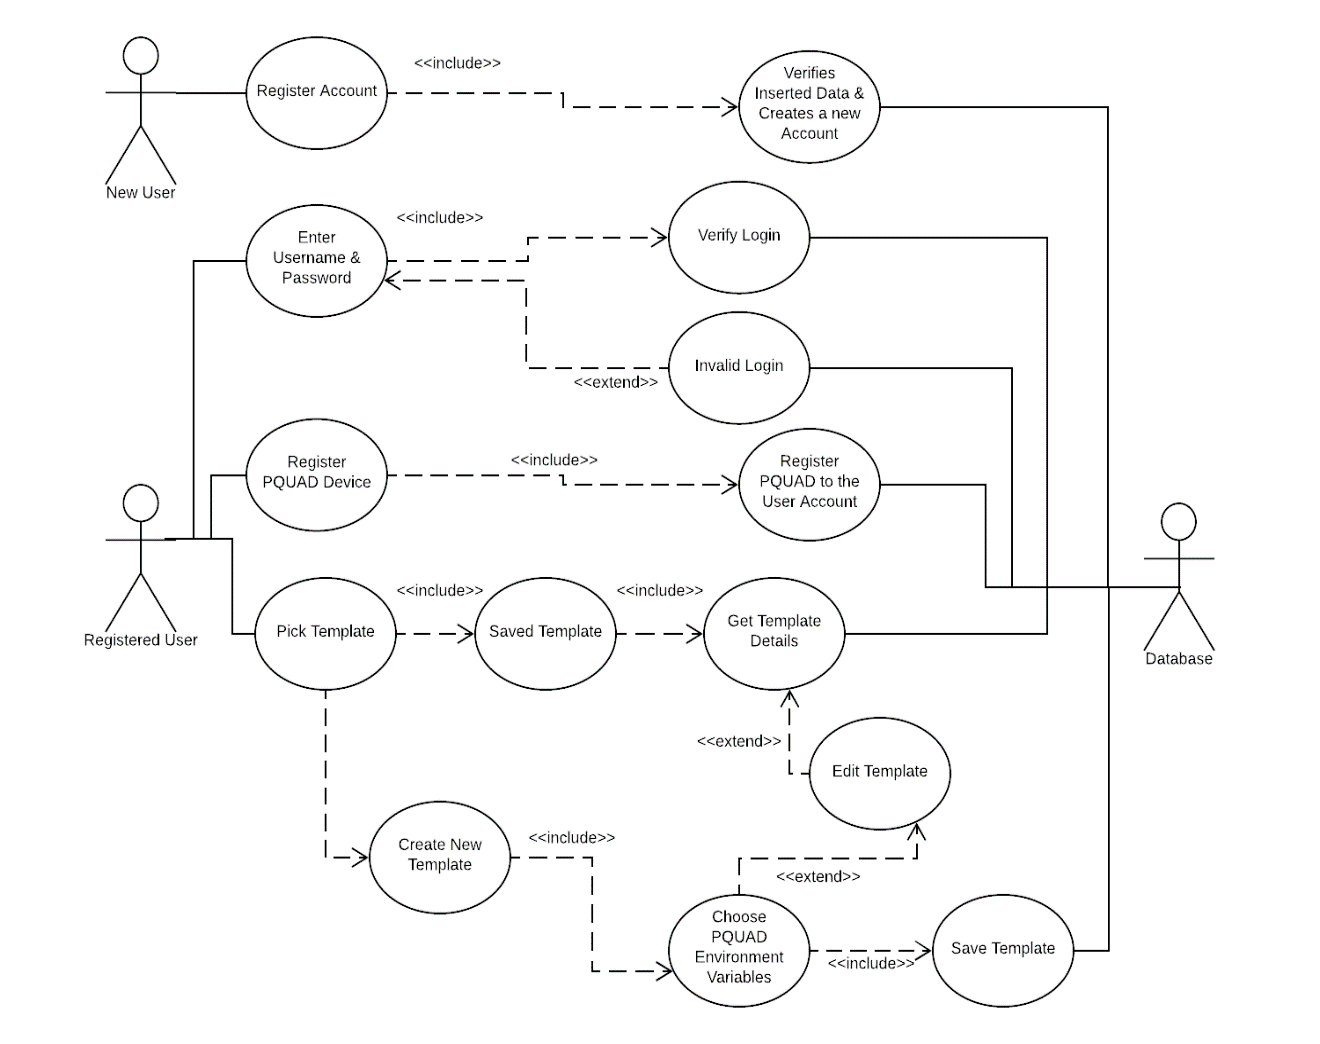 <<include>>
Register Account
Verifies
Inserted Data &
Creates a new
Account
New User
<<include>>
Enter
Username &
Password
Verify Login
Invalid Login
<<extend>>
Register
PQUAD Device
<<include>>
Register
PQUAD to the
User Account
Registered User
Database
Pick Template
<<include>>
Saved Template
<<include>>
Get Template
Details
<<extend>>
Edit Template
Create New
Template
<<include>>
<<extend>>
Choose
PQUAD
Environment
Variables
<<include>>
Save Template